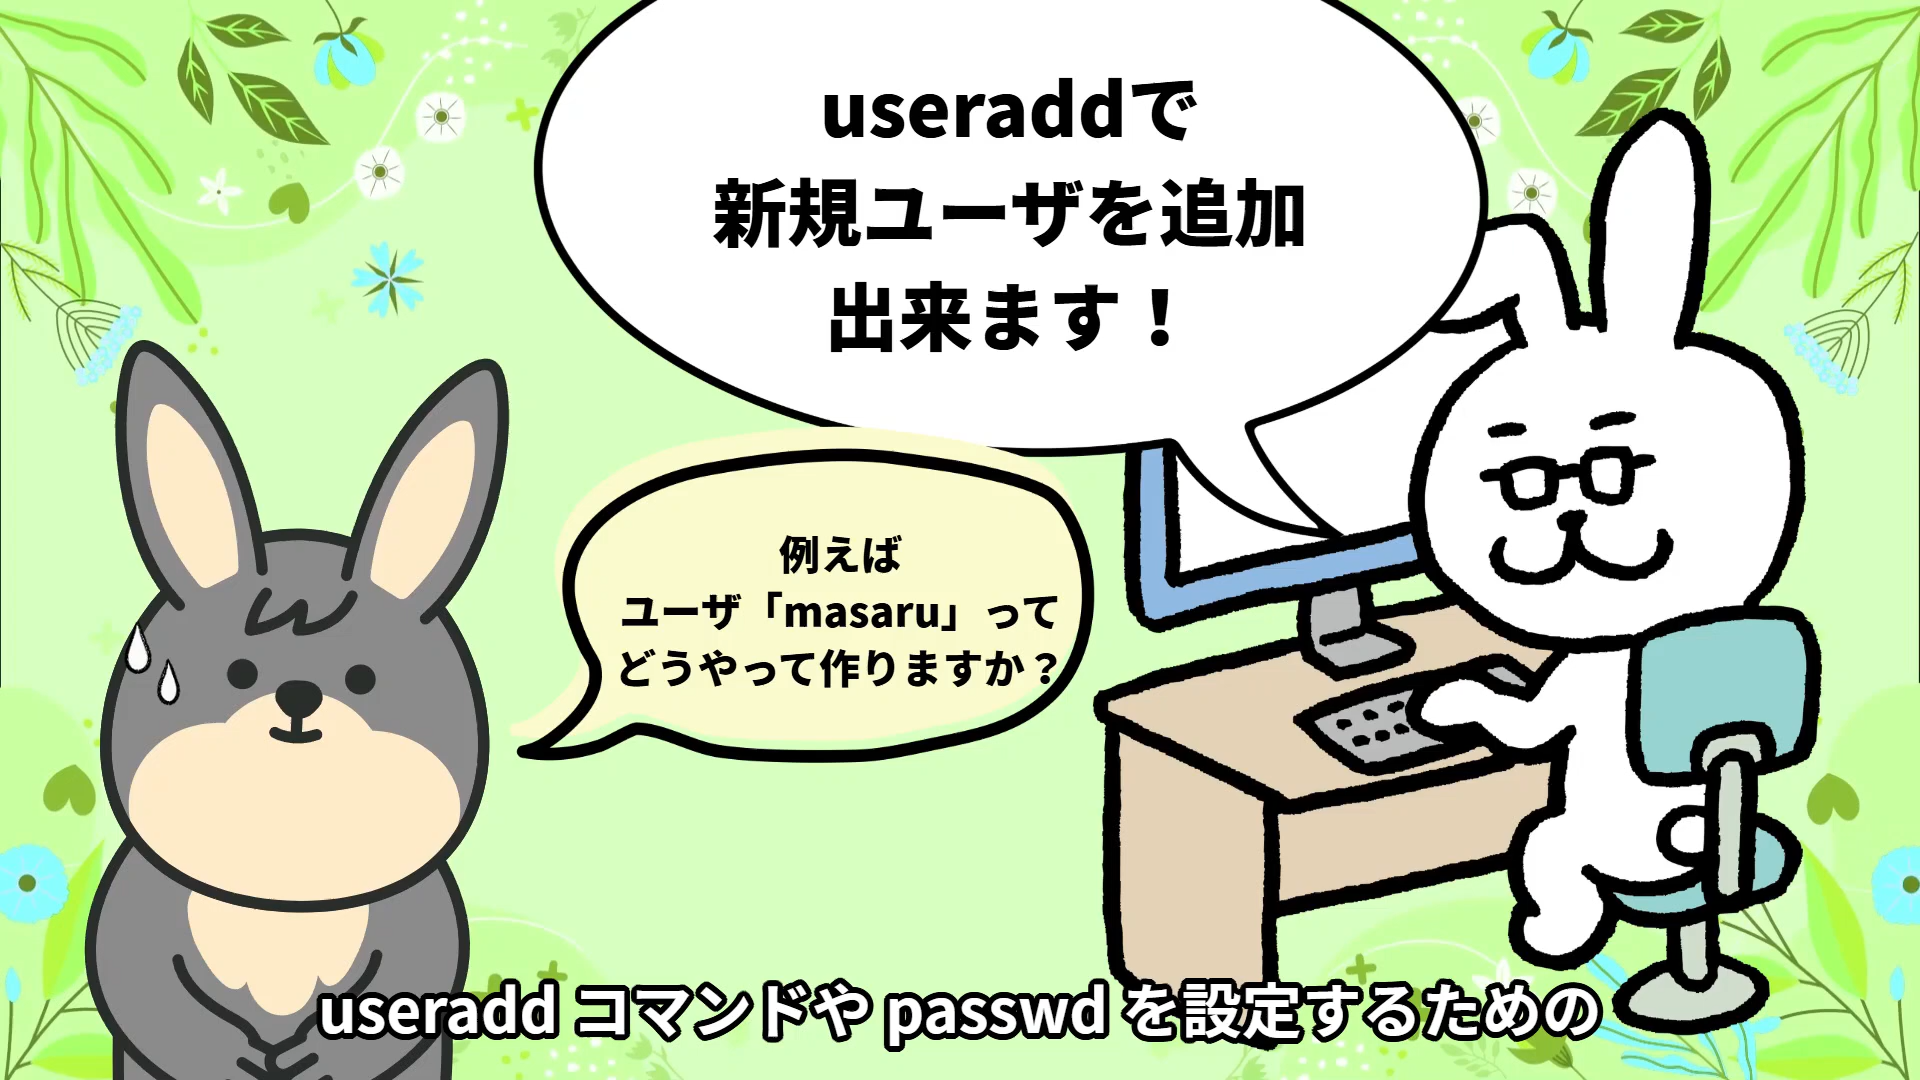 useraddで
新規ユーザを追加
出来ます！
例えば
ユーザ「masaru」って
どうやって作りますか？
useradd コマンドや passwd を設定するための